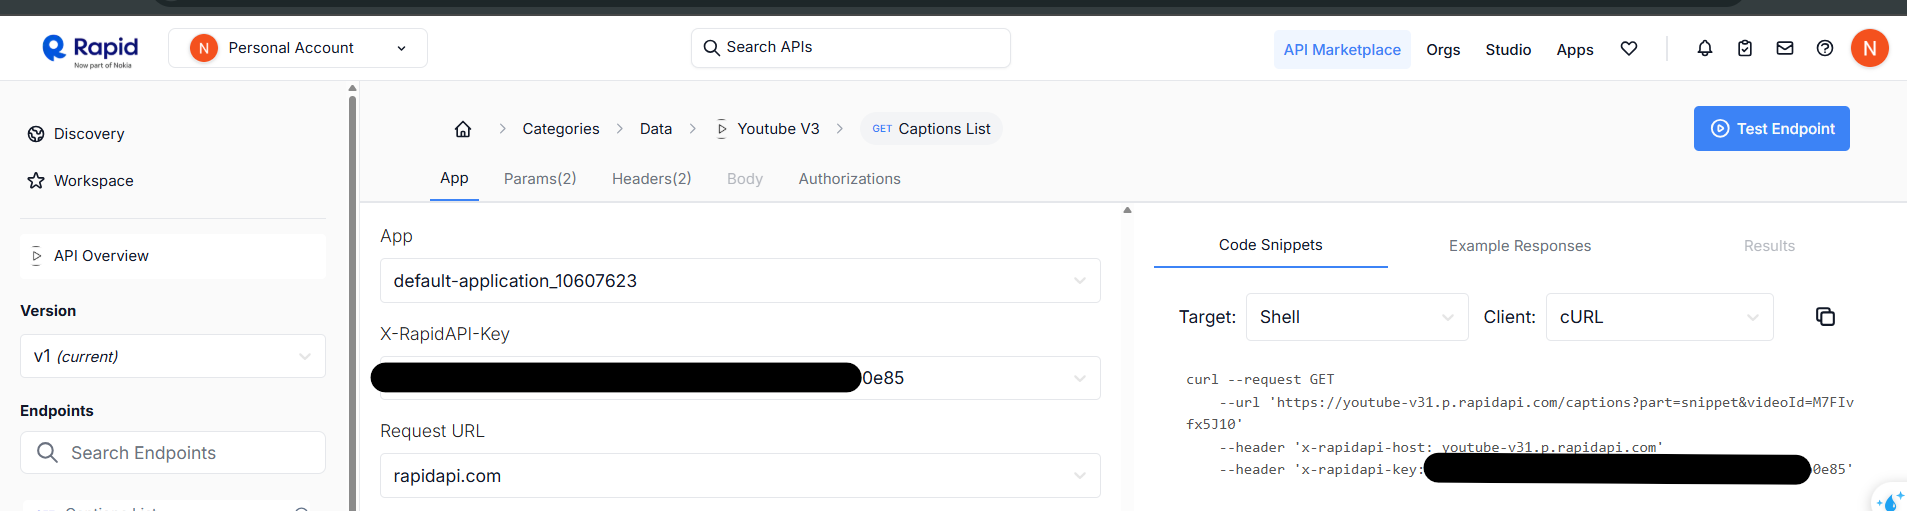 Rapid
Now part of Nokia
N Personal Account
Search APIs
API Marketplace Orgs Studio Apps N
Discovery
Workspace
API Overview
Version
v1 (current)
Endpoints
Search Endpoints
Categories > Data > Youtube V3 > GET Captions List
Test Endpoint
App Params(2) Headers(2) Body Authorizations
App
default-application_10607623
X-RapidAPI-Key
0e85
Request URL
rapidapi.com
Code Snippets Example Responses Results
Target: Shell Client: cURL
curl --request GET
--url 'https://youtube-v31.p.rapidapi.com/captions?part=snippet&videoId=M7FIv
fx5J10'
--header 'x-rapidapi-host: youtube-v31.p.rapidapi.com'
--header 'x-rapidapi-key: 0e85'